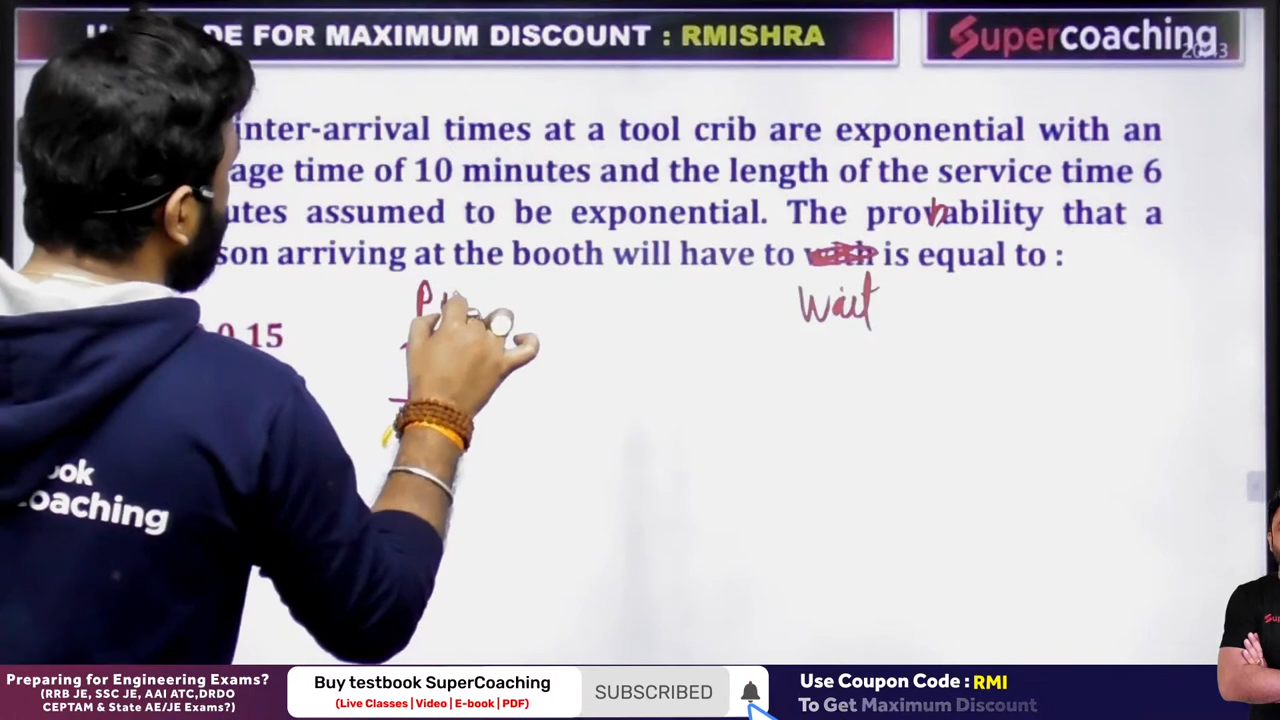 DE FOR MAXIMUM DISCOUNT : RMISHRA
Supercoaching
inter-arrival times at a tool crib are exponential with an
age time of 10 minutes and the length of the service time 6
utes assumed to be exponential. The probability that a
son arriving at the booth will have to is equal to :
wait
0.15
ook
coaching
Preparing for Engineering Exams?
(RRB JE, SSC JE, AAI ATC,DRDO
CEPTAM & State AE/JE Exams?)
Buy testbook SuperCoaching
(Live Classes | Video | E-book | PDF)
SUBSCRIBED
Use Coupon Code : RMI
To Get Maximum Discount